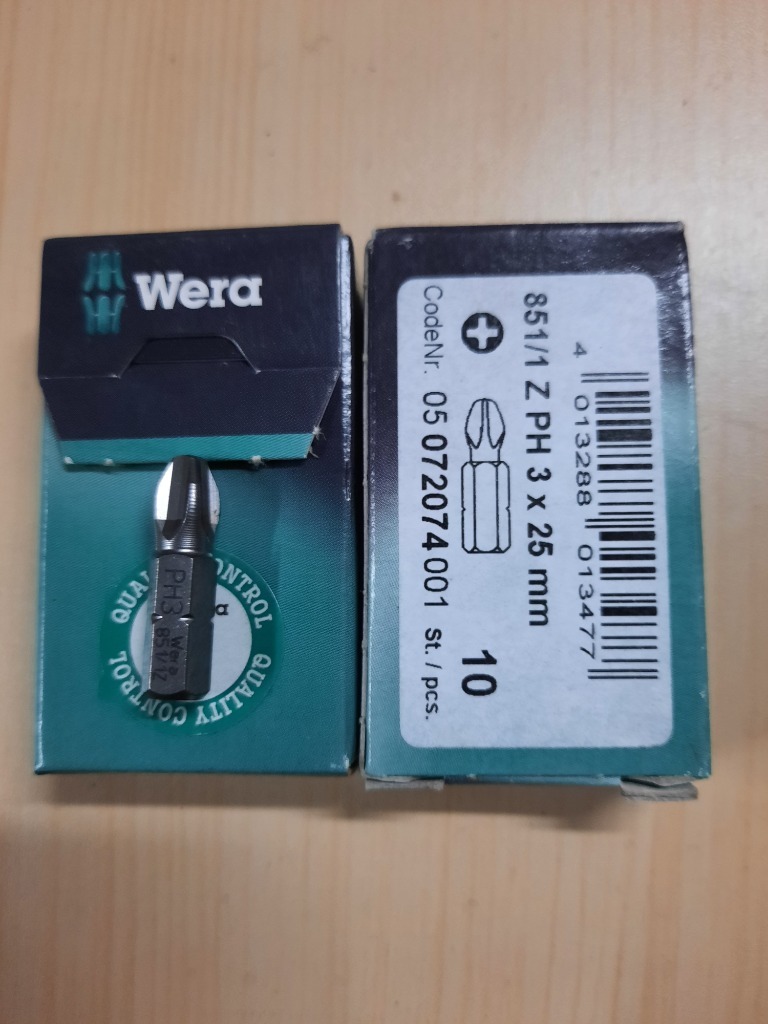 Wera
QUALITY CONTROL
QUALITY CONTROL
PH3
Wera
851/1Z
851/1 Z PH 3 x 25 mm
CodeNr. 05 072074 001 St. / pcs.
10
4 013288 013477